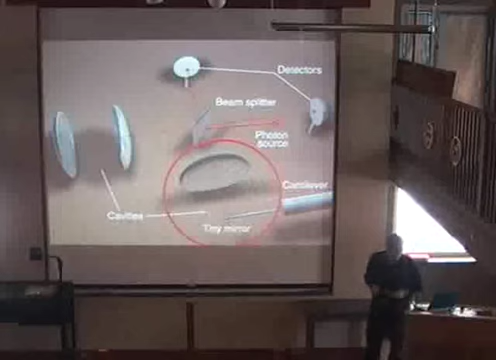 Detectors
Beam splitter
Photon
source
Cantilever
Cavities
Tiny mirror